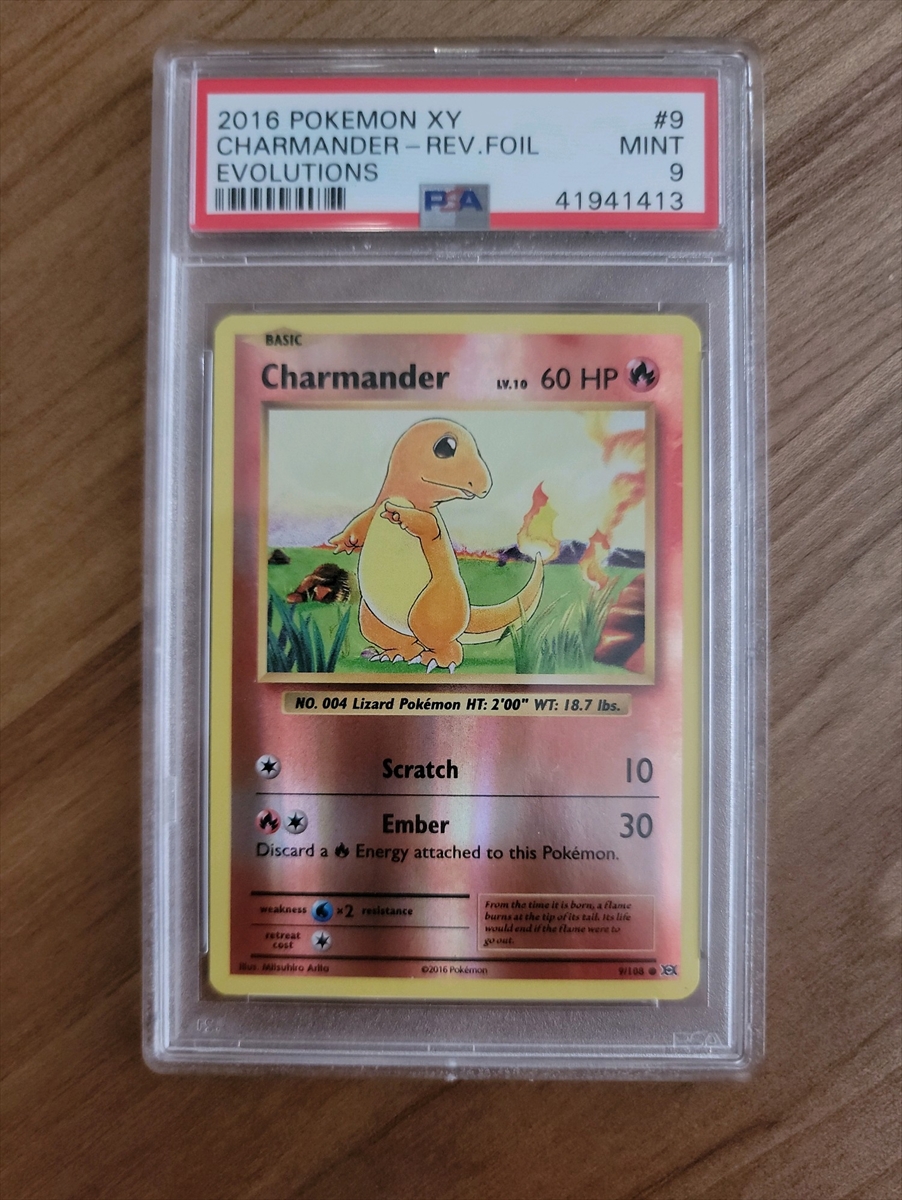 2016 POKEMON XY #9
CHARMANDER - REV.FOIL MINT
EVOLUTIONS 9
PSA 41941413
BASIC
Charmander LV.10 60 HP
NO. 004 Lizard Pokémon HT: 2'00" WT: 18.7 lbs.
Scratch 10
Ember 30
Discard a Energy attached to this Pokémon.
weakness ×2 resistance
retreat
cost
From the time it is born, a flame
burns at the tip of its tail. Its life
would end if the flame were to
go out.
Illus. Mitsuhiro Arita ©2016 Pokémon 9/108
PSA